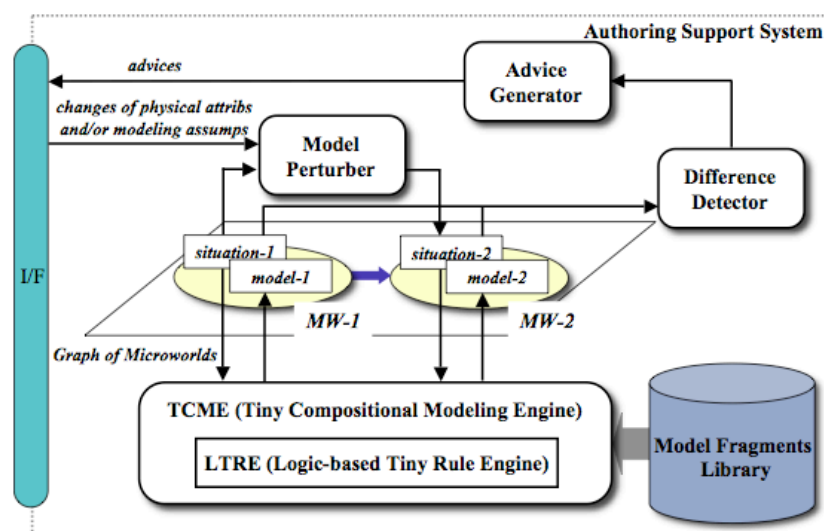 Authoring Support System
advices
Advice
Generator
changes of physical attribs
and/or modeling assumps
Model
Perturber
Difference
Detector
I/F
situation-1
model-1
situation-2
model-2
MW-1
MW-2
Graph of Microworlds
TCME (Tiny Compositional Modeling Engine)
LTRE (Logic-based Tiny Rule Engine)
Model Fragments
Library